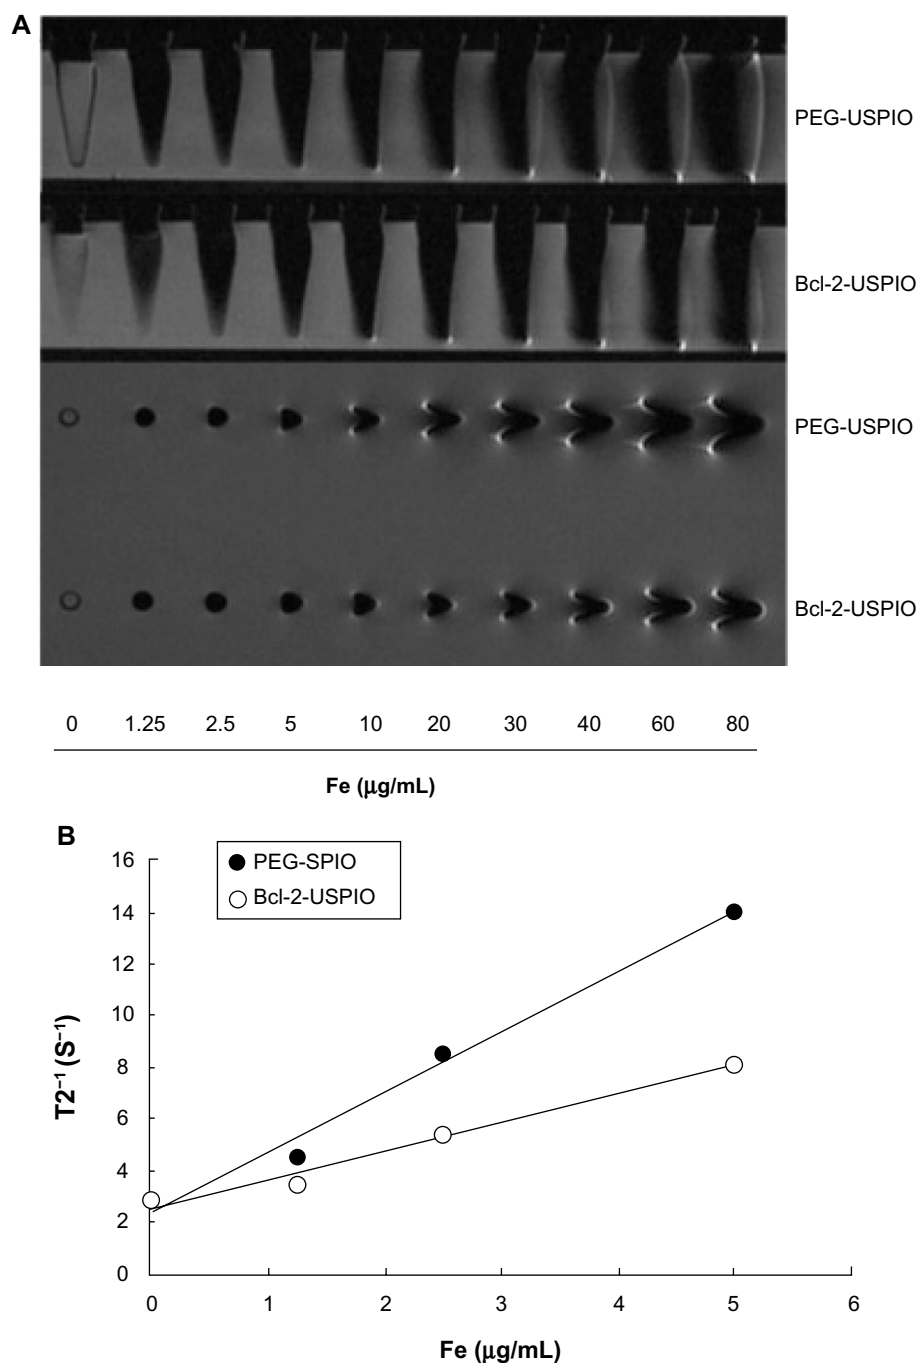 A
PEG-USPIO
Bcl-2-USPIO
PEG-USPIO
Bcl-2-USPIO
0 1.25 2.5 5 10 20 30 40 60 80
Fe (μg/mL)
B
PEG-SPIO
Bcl-2-USPIO
16
14
12
10
8
6
4
2
0
T2⁻¹ (S⁻¹)
0 1 2 3 4 5 6
Fe (μg/mL)